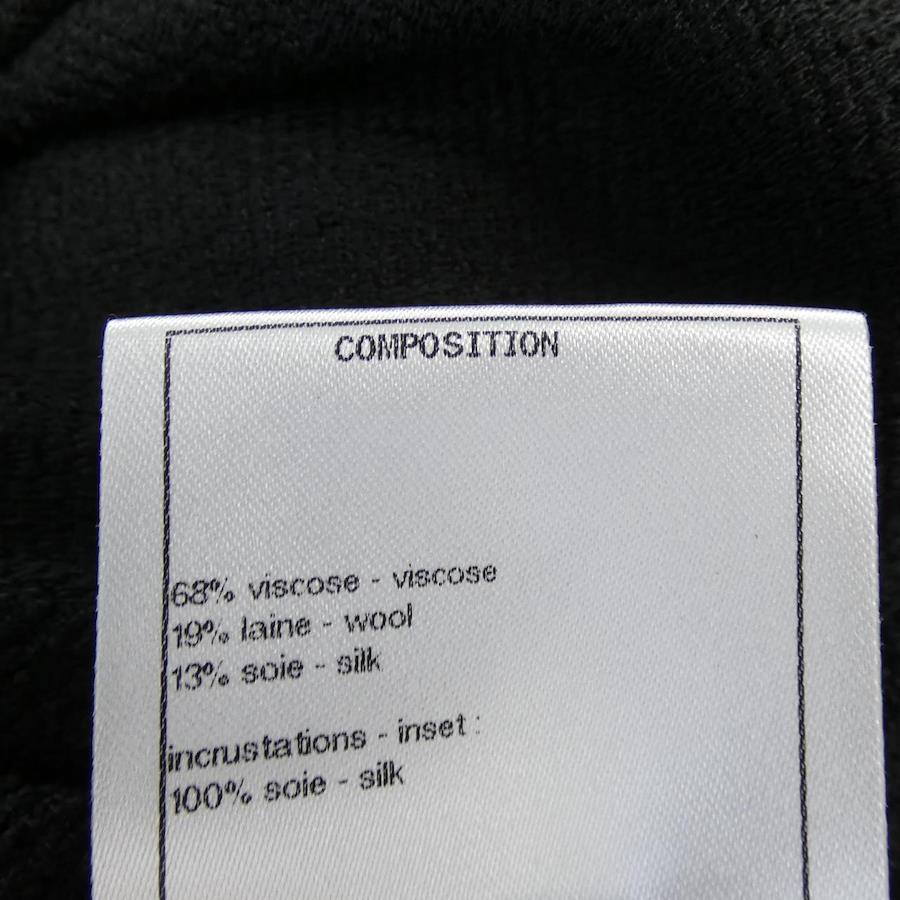 COMPOSITION
68% viscose - viscose
19% laine - wool
13% soie - silk
incrustations - inset :
100% soie - silk